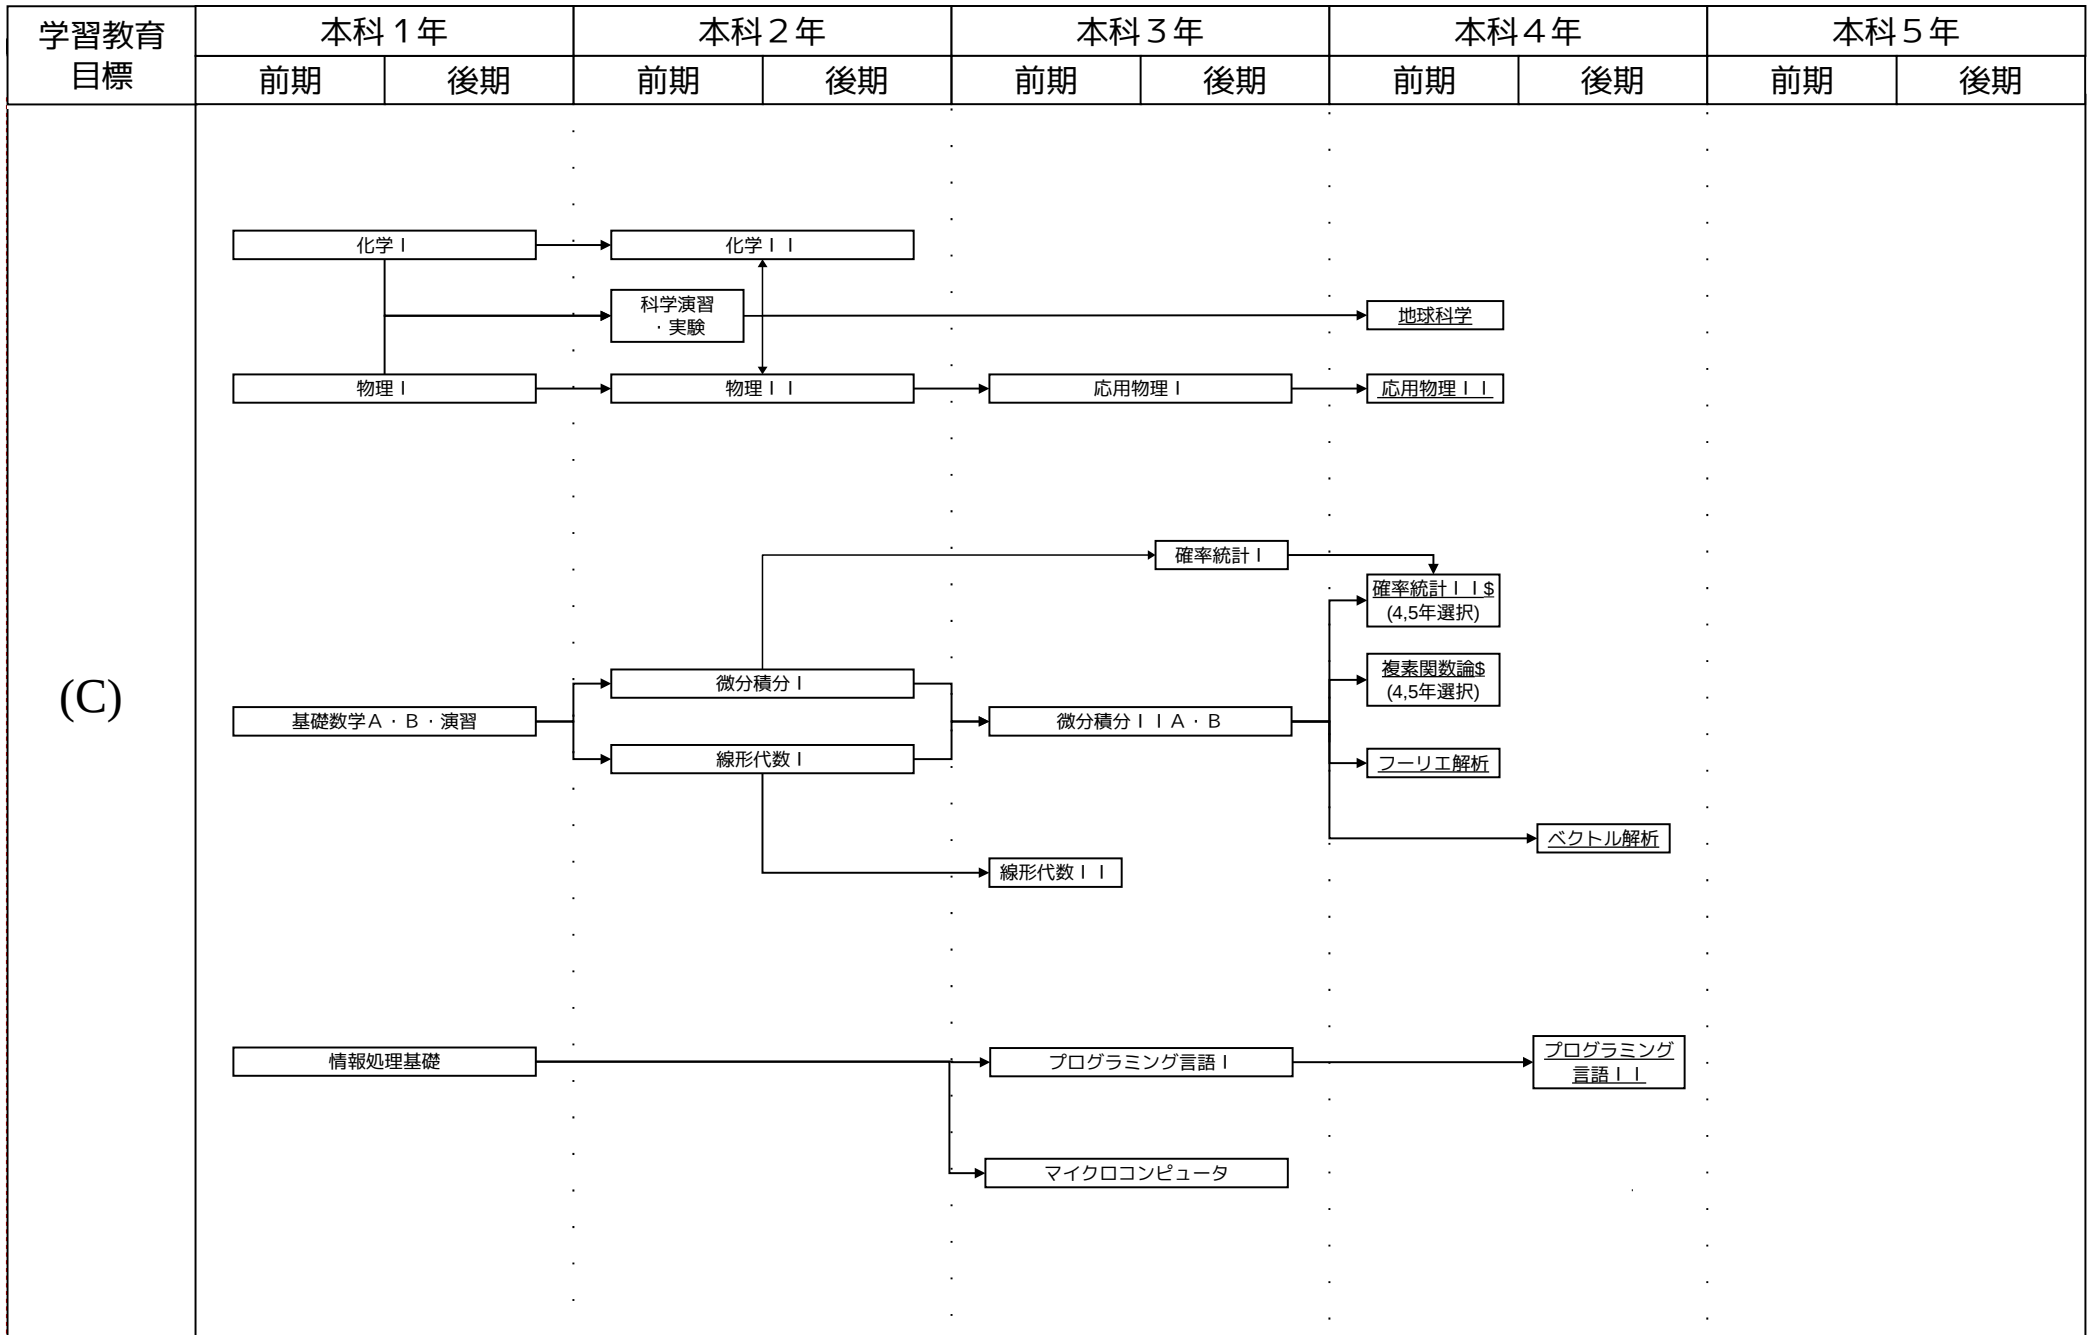 学習教育
目標
本科１年
本科２年
本科３年
本科４年
本科５年
前期
後期
前期
後期
前期
後期
前期
後期
前期
後期
(C)
化学Ｉ
化学ＩＩ
科学演習
・実験
地球科学
物理Ｉ
物理ＩＩ
応用物理Ｉ
応用物理ＩＩ
確率統計Ｉ
確率統計ＩＩ$
(4,5年選択)
複素関数論$
(4,5年選択)
微分積分Ｉ
基礎数学Ａ・Ｂ・演習
微分積分ＩＩＡ・Ｂ
線形代数Ｉ
フーリエ解析
ベクトル解析
線形代数ＩＩ
情報処理基礎
プログラミング言語Ｉ
プログラミング
言語ＩＩ
マイクロコンピュータ